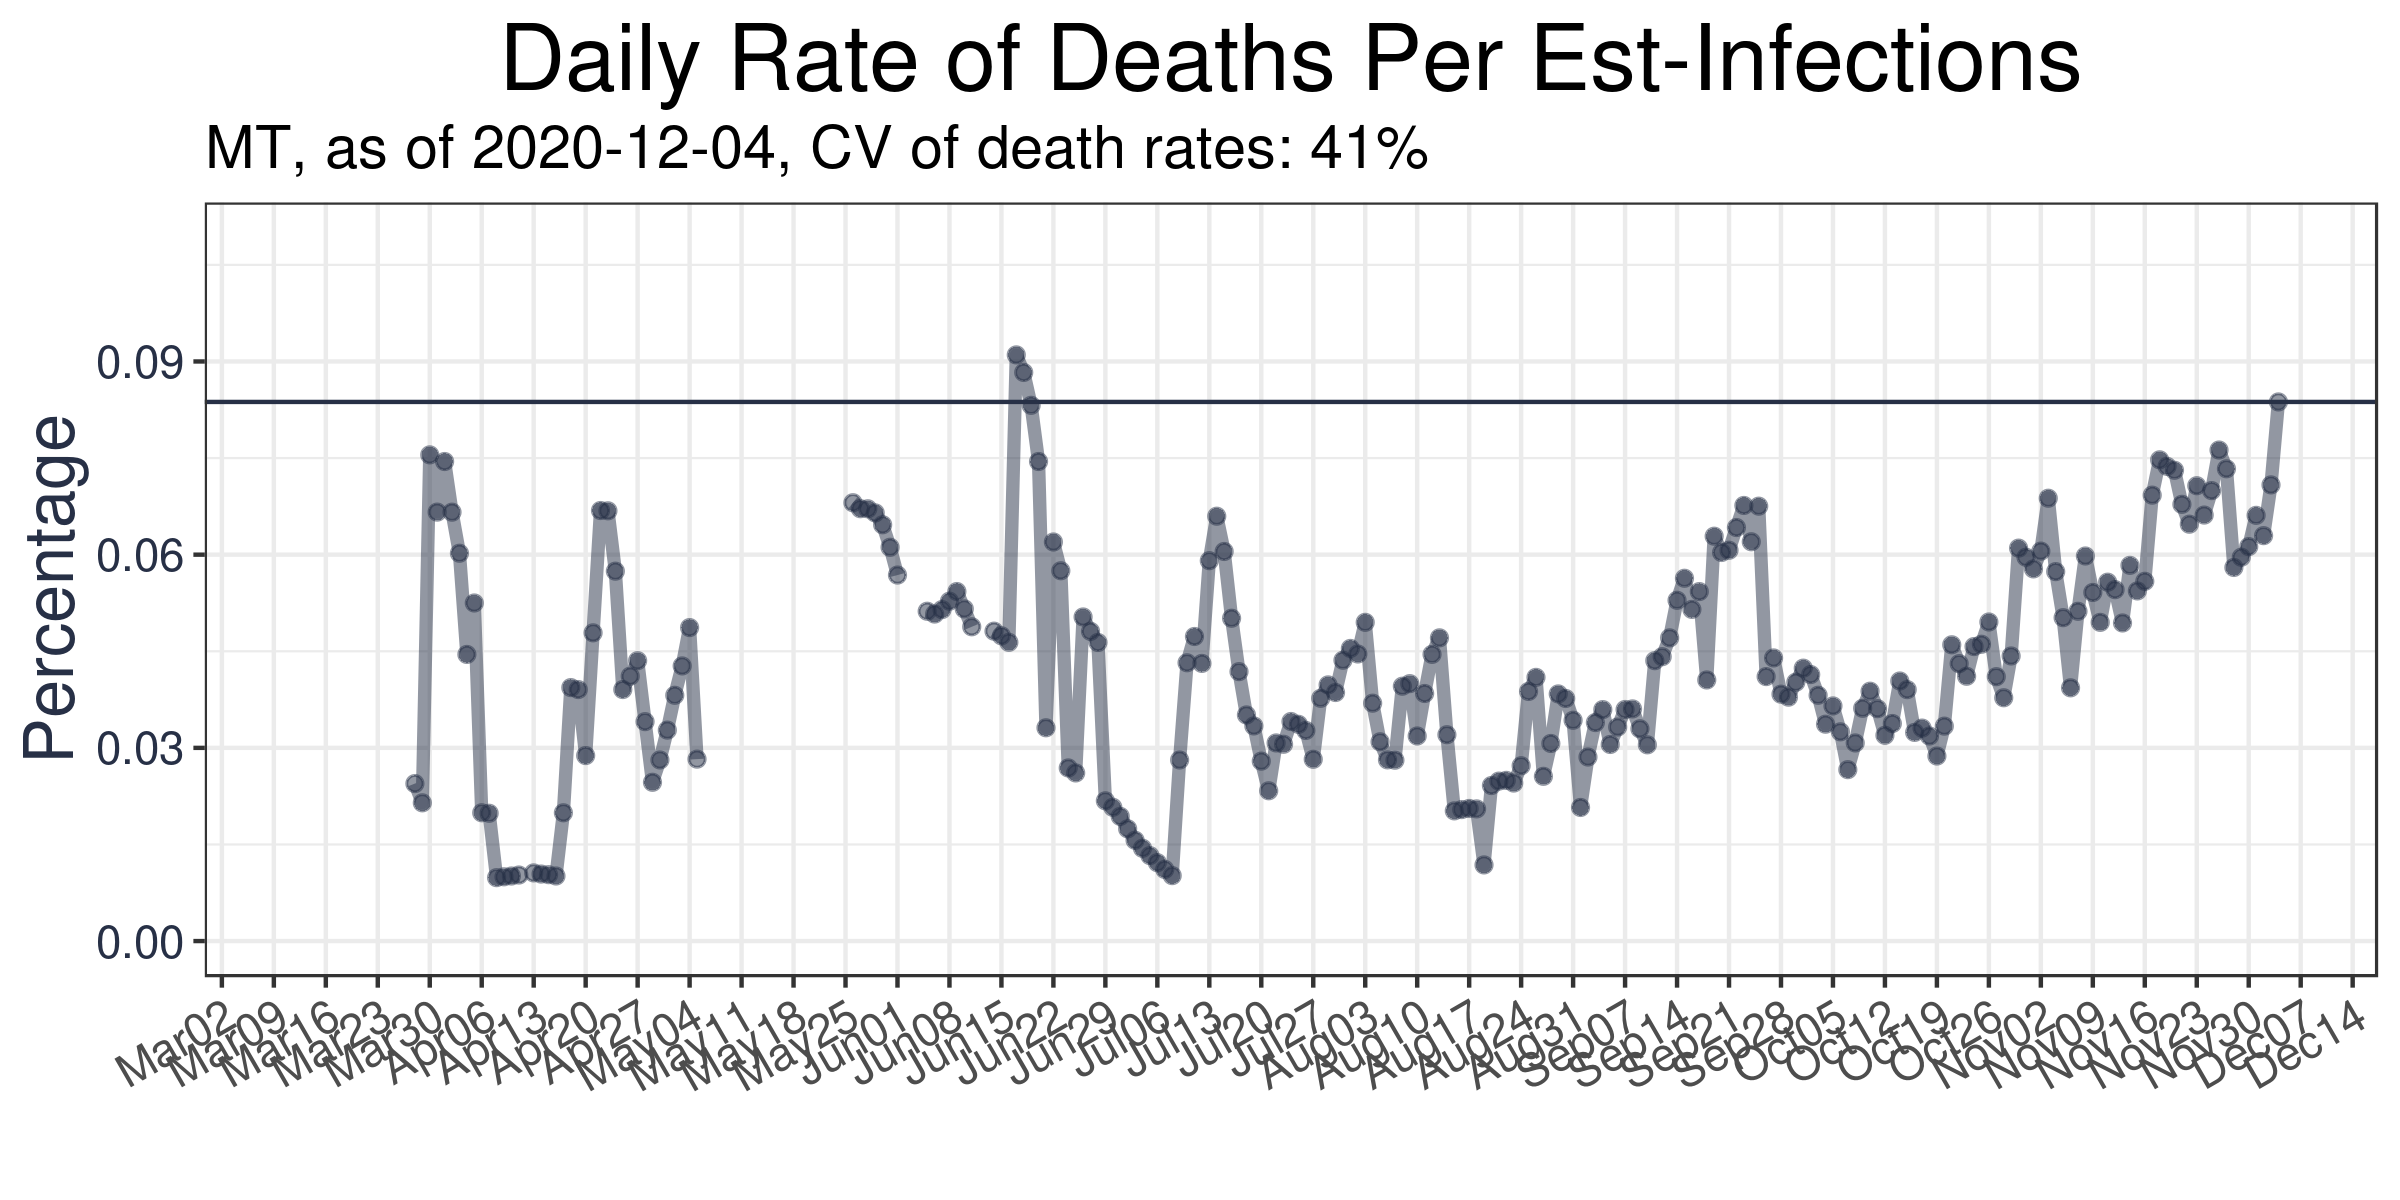 Daily Rate of Deaths Per Est-Infections
MT, as of 2020-12-04, CV of death rates: 41%
Percentage
0.09
0.06
0.03
0.00
Mar02
Mar09
Mar16
Mar23
Mar30
Apr06
Apr13
Apr20
Apr27
May04
May11
May18
May25
Jun01
Jun08
Jun15
Jun22
Jun29
Jul06
Jul13
Jul20
Jul27
Aug03
Aug10
Aug17
Aug24
Aug31
Sep07
Sep14
Sep21
Sep28
Oct05
Oct12
Oct19
Oct26
Nov02
Nov09
Nov16
Nov23
Nov30
Dec07
Dec14